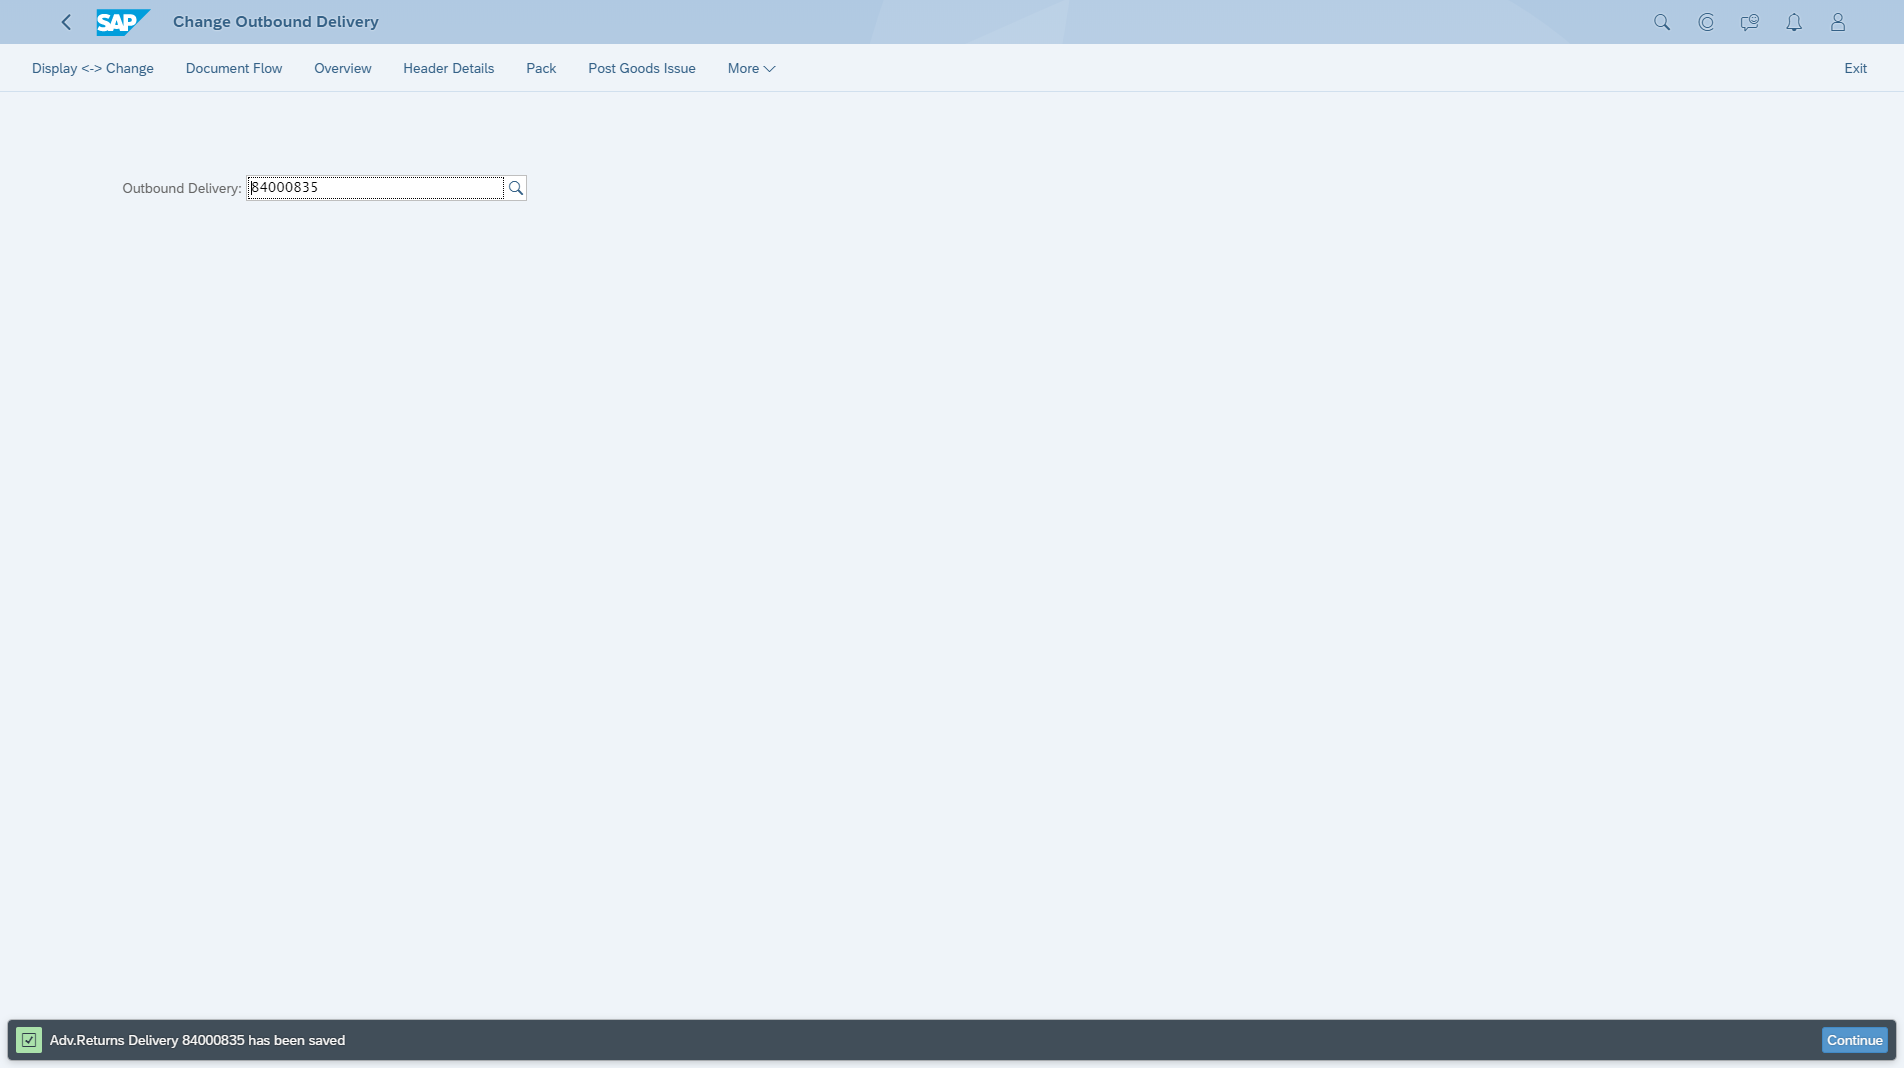 SAP Change Outbound Delivery
Display <-> Change Document Flow Overview Header Details Pack Post Goods Issue More Exit
Outbound Delivery: 84000835
Adv.Returns Delivery 84000835 has been saved Continue